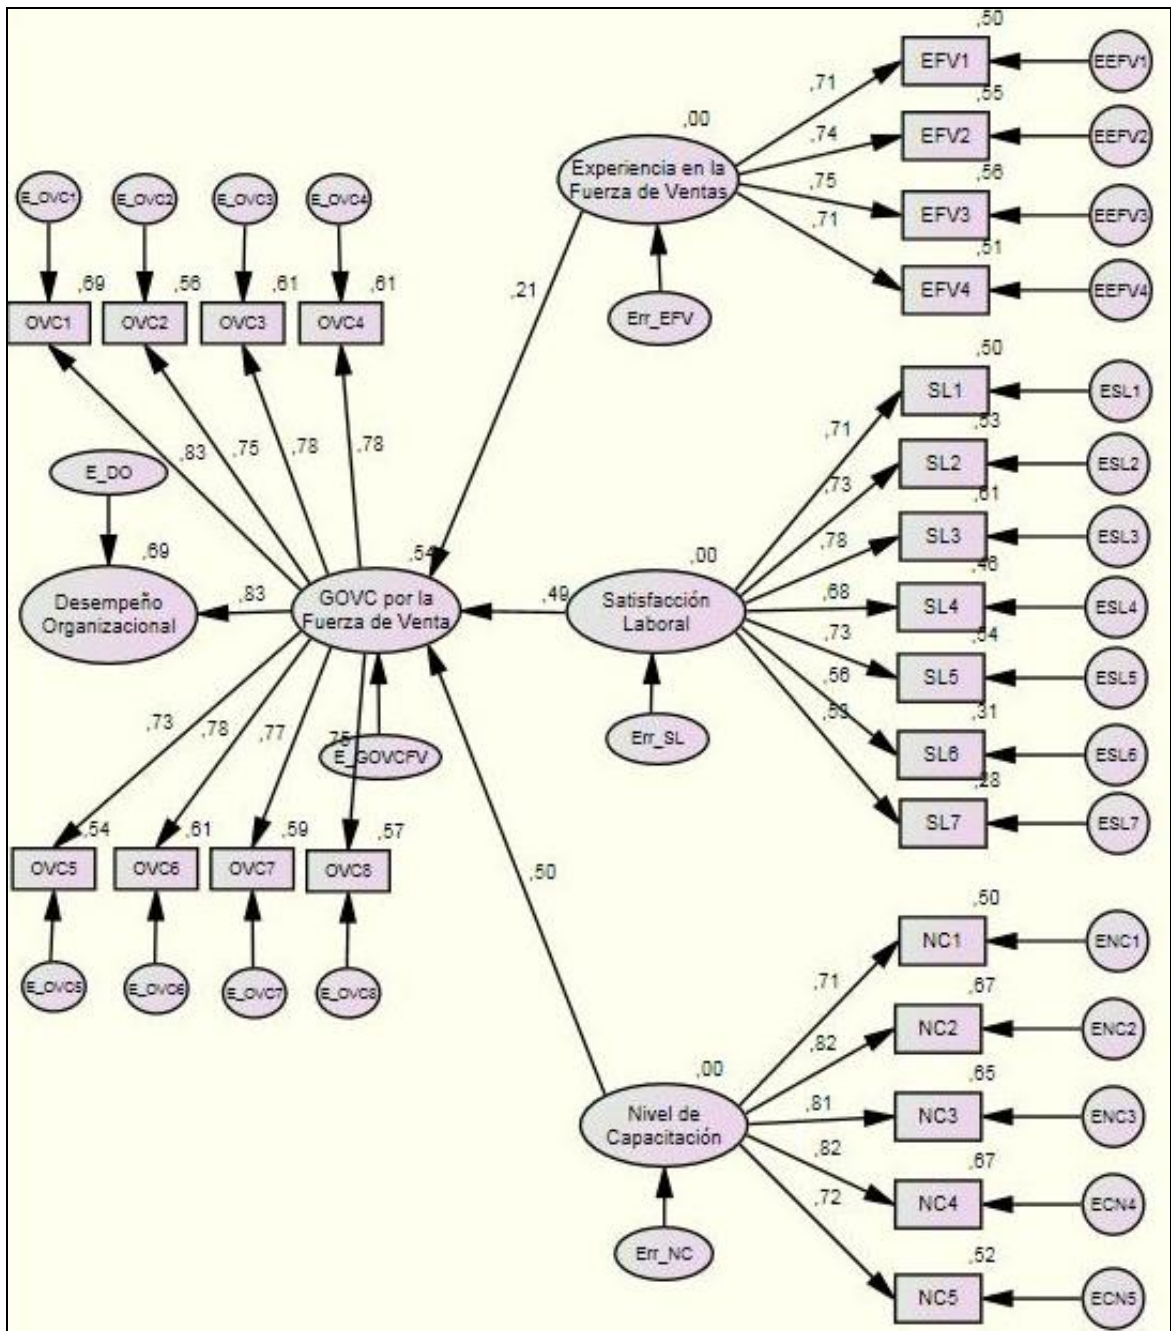 ,50
EFV1
EEFV1
,71
,55
,00
,74
EFV2
EEFV2
Experiencia en la
Fuerza de Ventas
,75
,56
EFV3
EEFV3
,71
,51
EFV4
EEFV4
E_OVC1
E_OVC2
E_OVC3
E_OVC4
,21
Err_EFV
,69
,56
,61
,61
OVC1
OVC2
OVC3
OVC4
,50
SL1
ESL1
,71
,53
,83
,75
,78
,78
SL2
ESL2
,73
,61
E_DO
SL3
ESL3
,78
,46
,69
,54
,00
,68
SL4
ESL4
Desempeño
Organizacional
,83
GOVC por la
Fuerza de Venta
,49
Satisfacción
Laboral
,73
,54
SL5
ESL5
,56
,31
SL6
ESL6
,28
SL7
ESL7
Err_SL
,73
,78
,77
,75
E_GOVCFV
,54
,61
,59
,57
OVC5
OVC6
OVC7
OVC8
E_OVC5
E_OVC6
E_OVC7
E_OVC8
,50
,50
NC1
ENC1
,71
,67
NC2
ENC2
,82
,65
,00
,81
NC3
ENC3
Nivel de
Capacitación
,82
,67
NC4
ECN4
,72
Err_NC
,52
NC5
ECN5